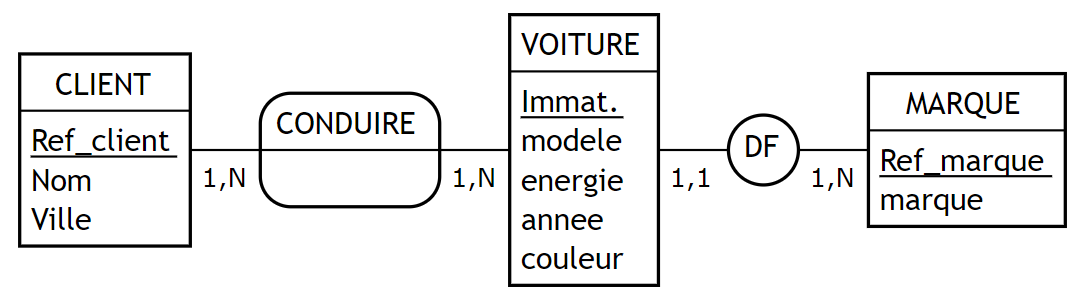 CLIENT
Ref_client
Nom
Ville
1,N
CONDUIRE
1,N
VOITURE
Immat.
modele
energie
annee
couleur
1,1
DF
1,N
MARQUE
Ref_marque
marque